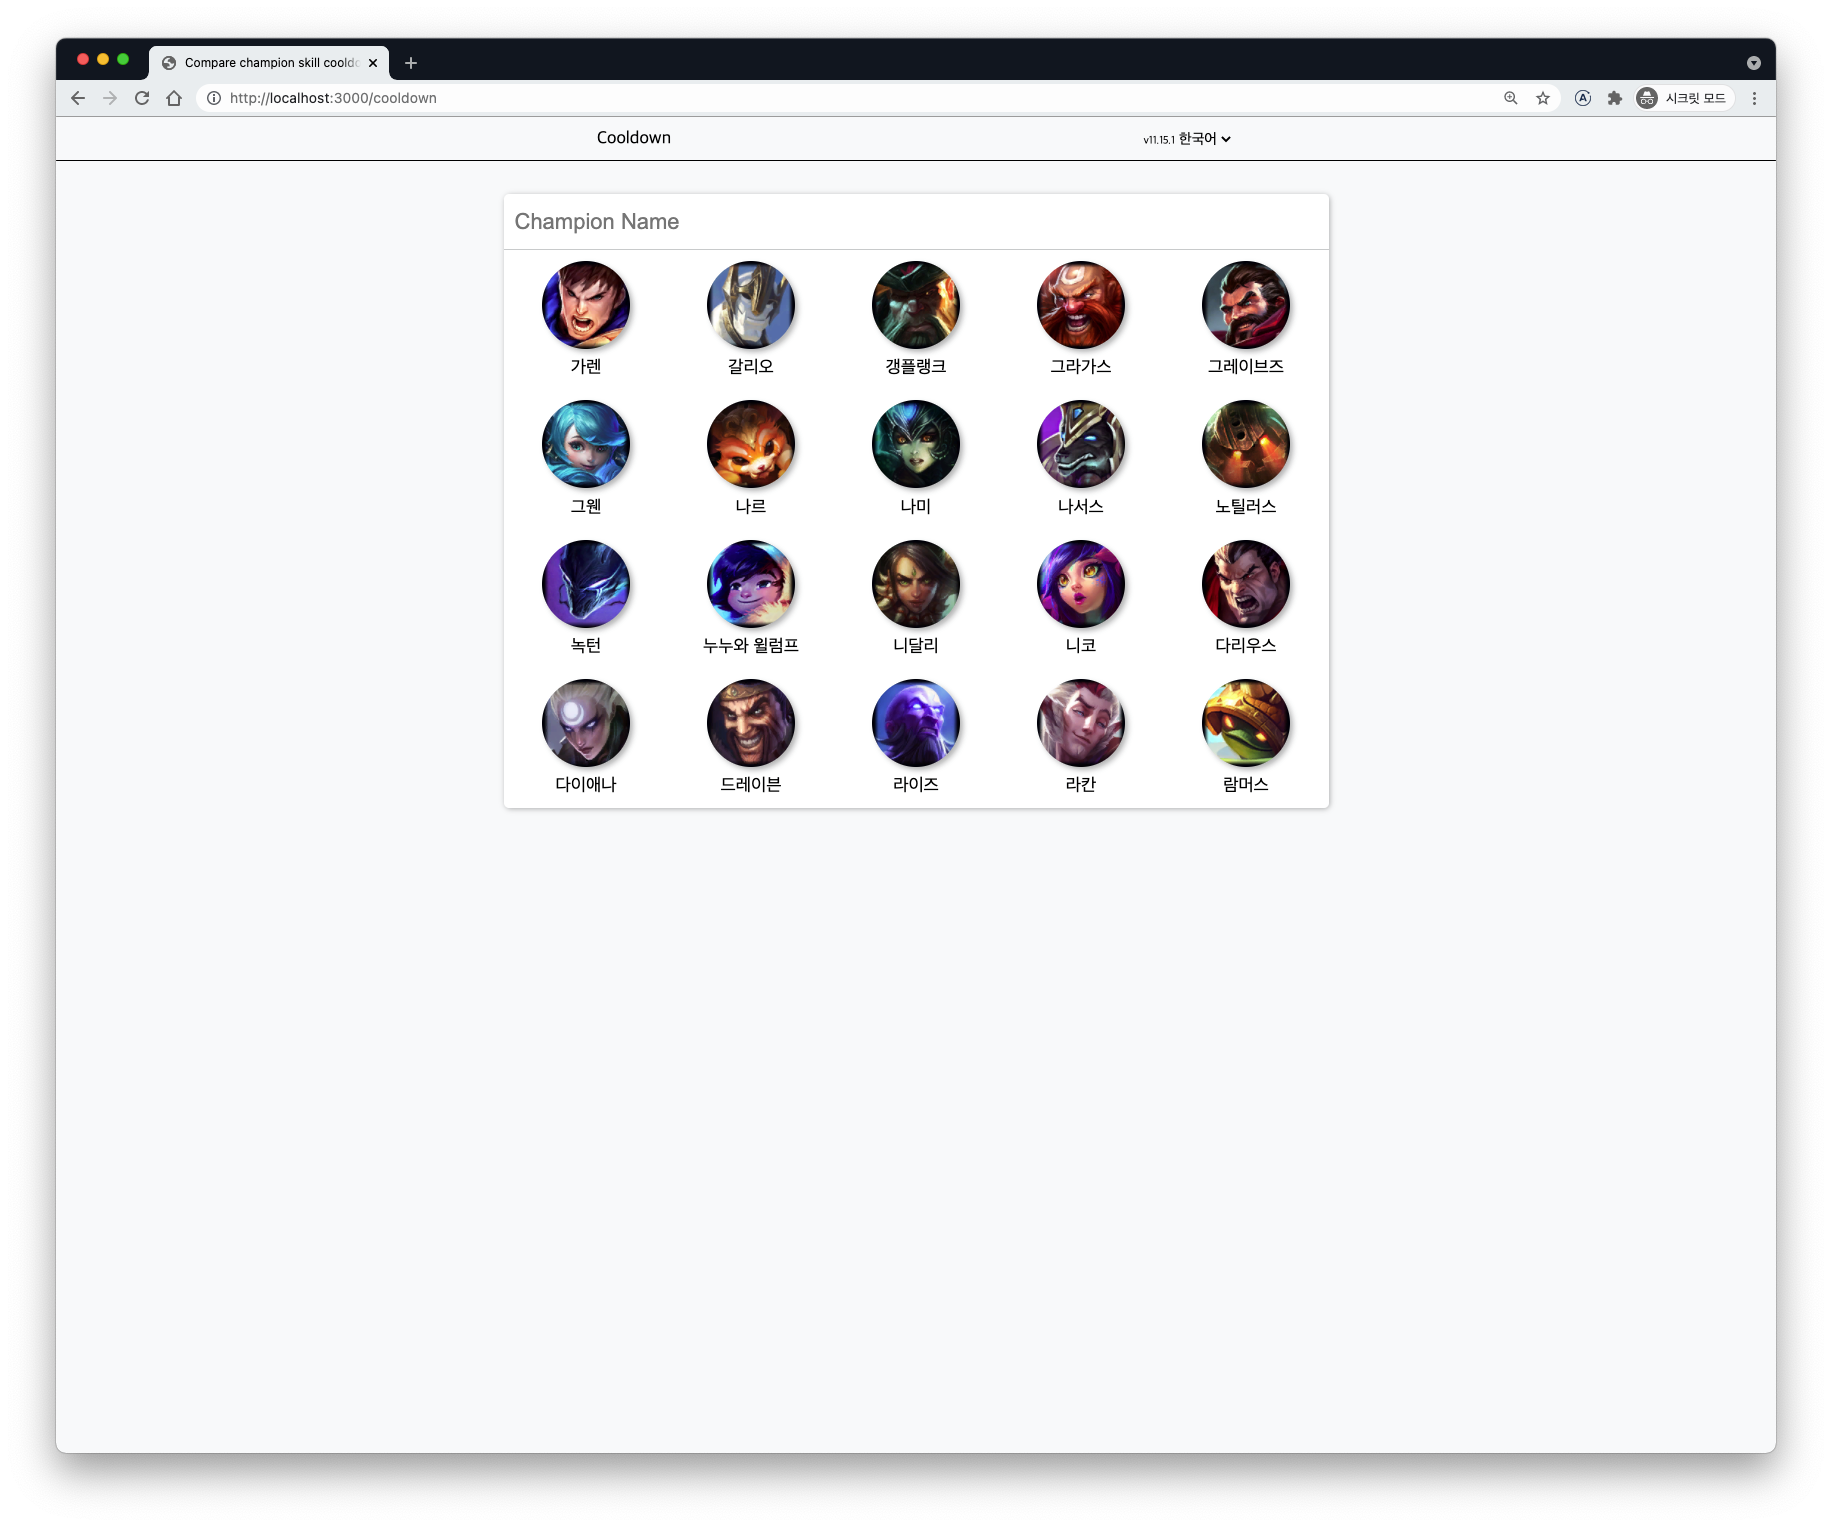 Compare champion skill cooldo
http://localhost:3000/cooldown
시크릿 모드
Cooldown
v11.15.1 한국어
Champion Name
가렌 갈리오 갱플랭크 그라가스 그레이브즈
그웬 나르 나미 나서스 노틸러스
녹턴 누누와 윌럼프 니달리 니코 다리우스
다이애나 드레이븐 라이즈 라칸 람머스